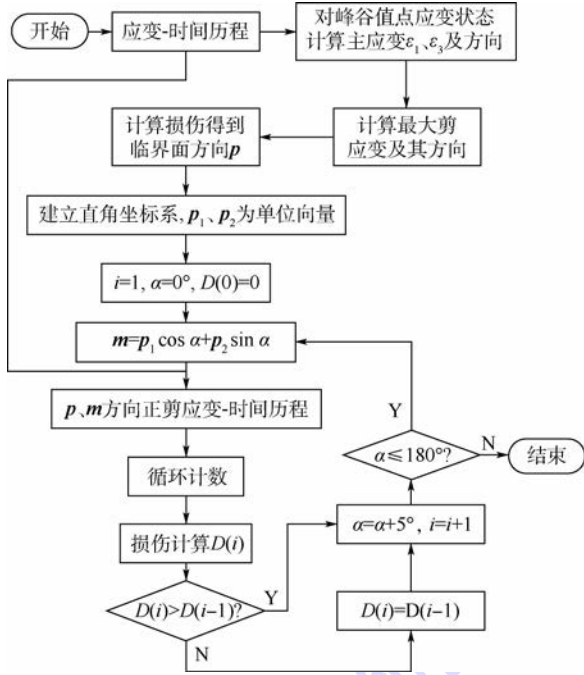 开始
应变-时间历程
对峰谷值点应变状态
计算主应变ε₁、ε₃及方向
计算最大剪
应变及其方向
计算损伤得到
临界面方向p
建立直角坐标系,p₁、p₂为单位向量
i=1, α=0°, D(0)=0
m=p₁cos α+p₂sin α
p、m方向正剪应变-时间历程
循环计数
损伤计算D(i)
D(i)>D(i−1)?
Y
N
D(i)=D(i−1)
α=α+5°, i=i+1
α≤180°?
Y
N
结束